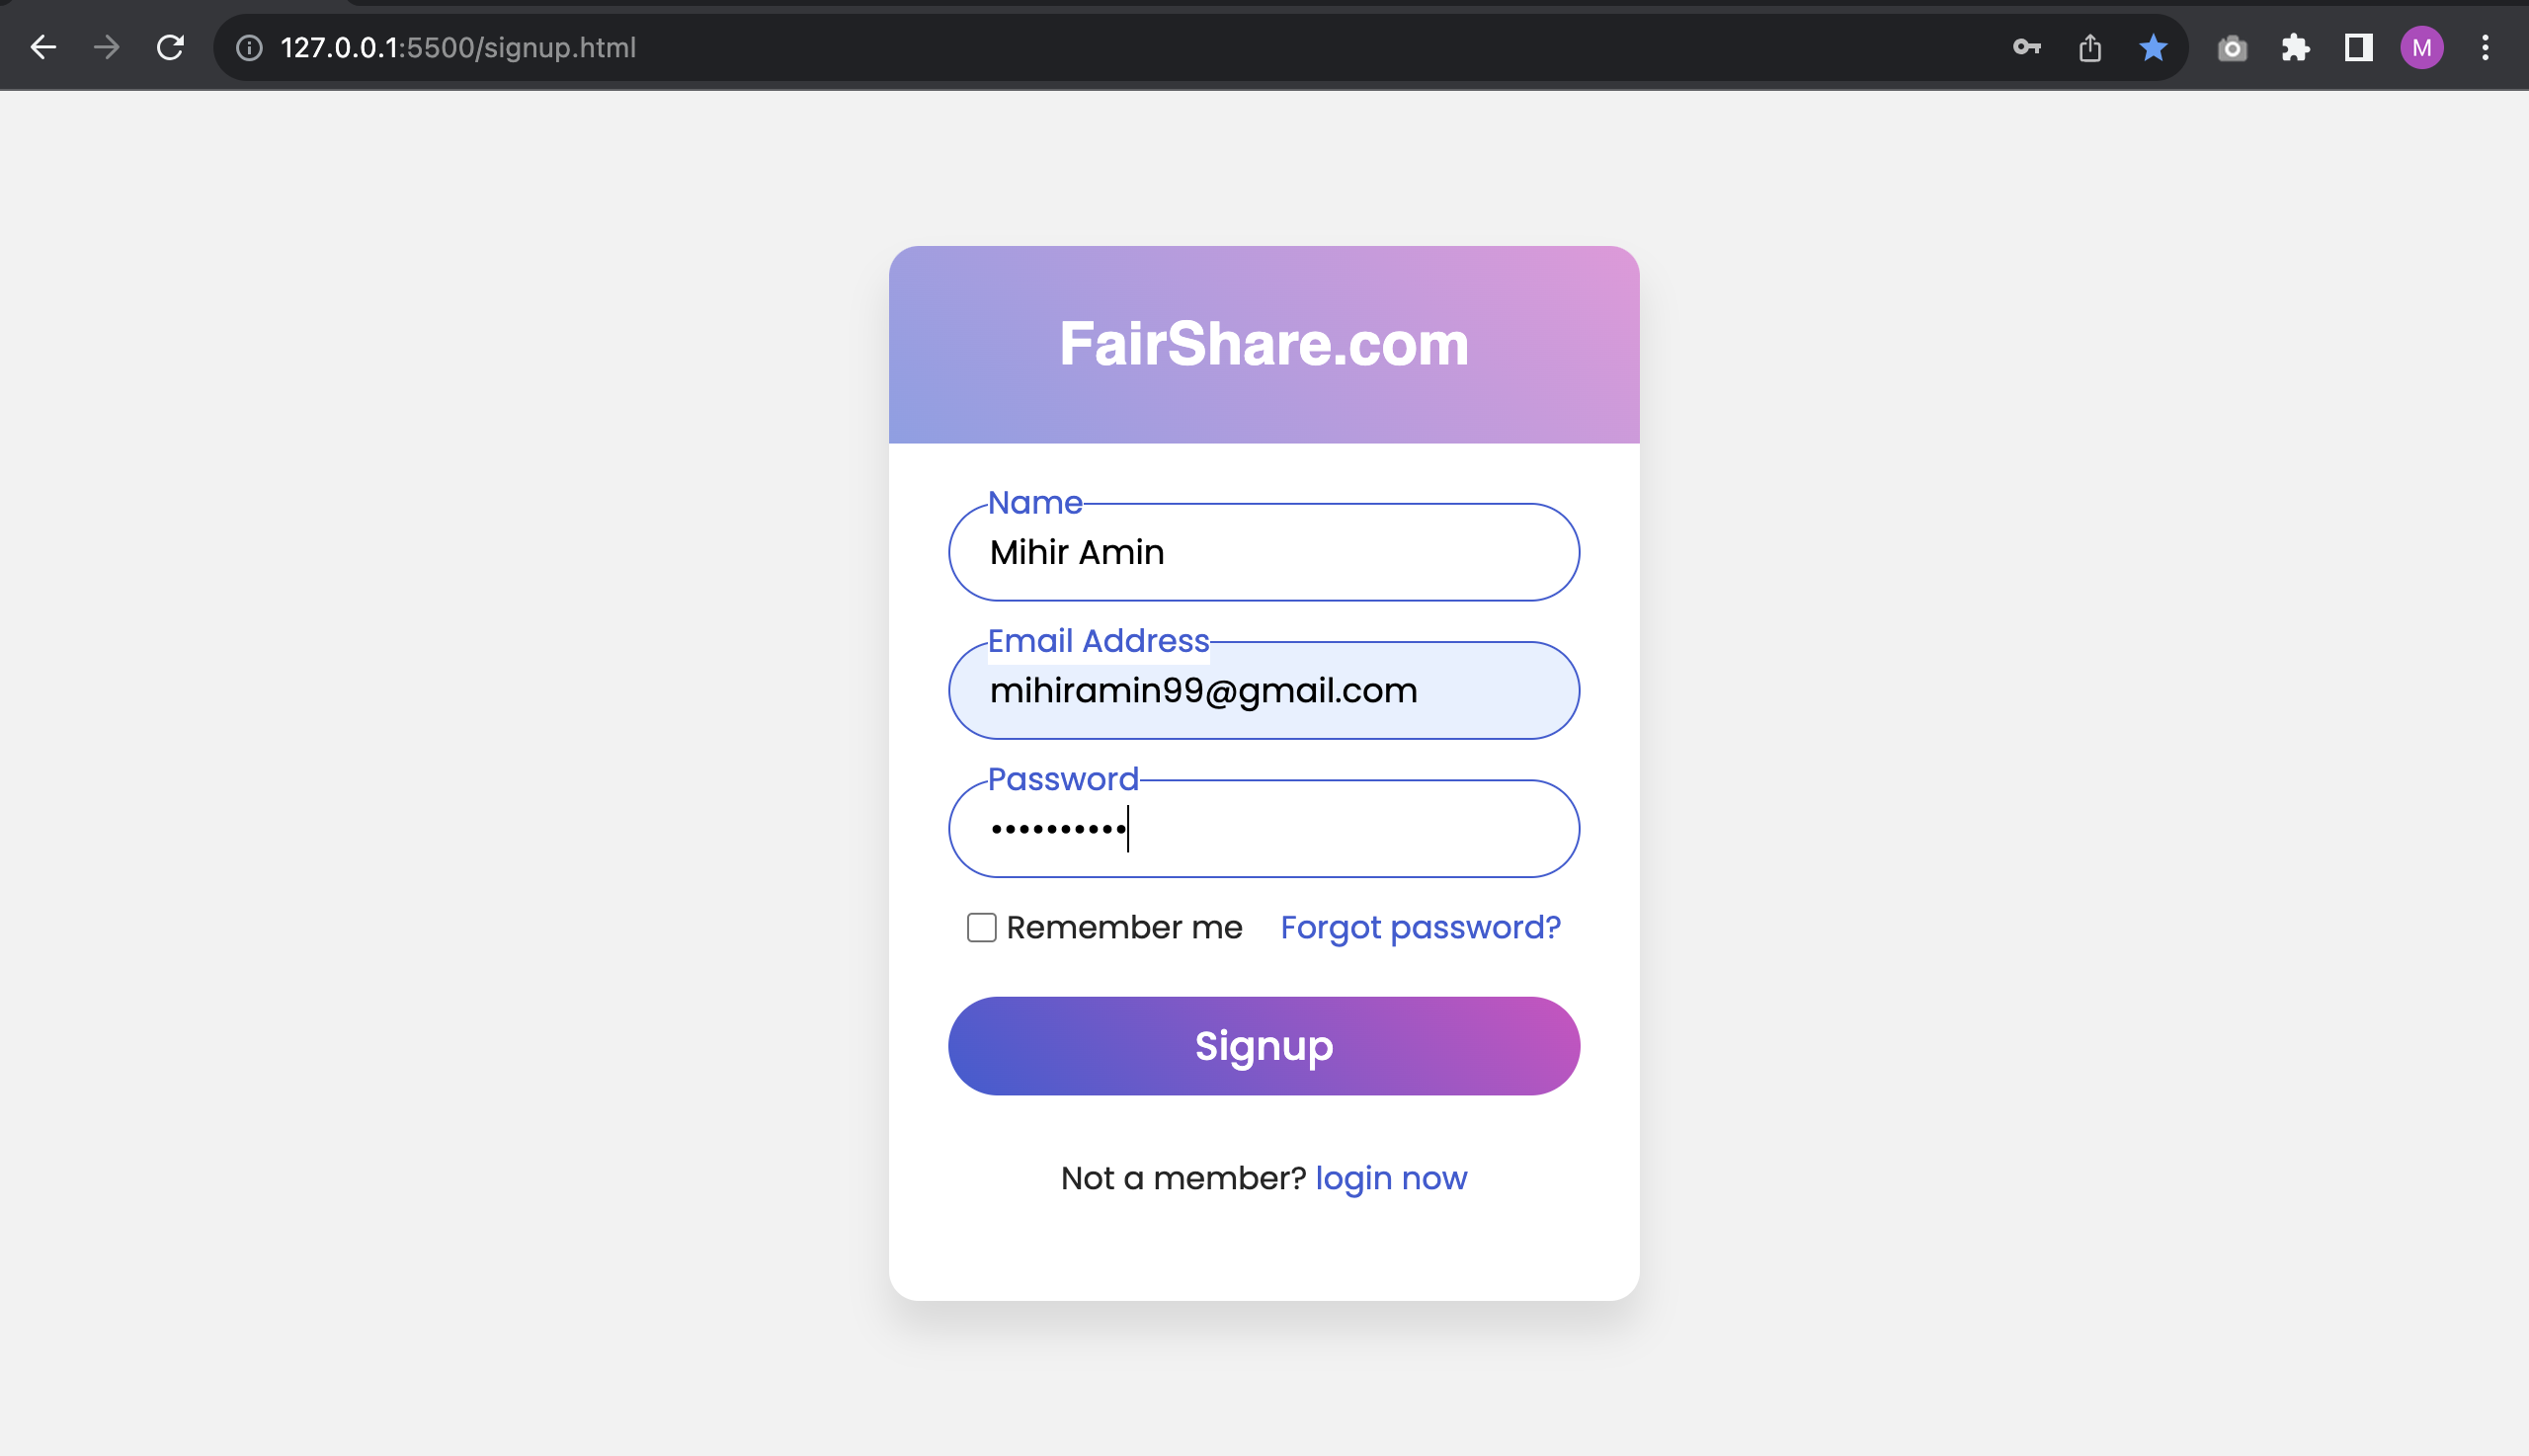 127.0.0.1:5500/signup.html
M
FairShare.com
Name
Mihir Amin
Email Address
mihiramin99@gmail.com
Password
••••••••••
Remember me Forgot password?
Signup
Not a member? login now